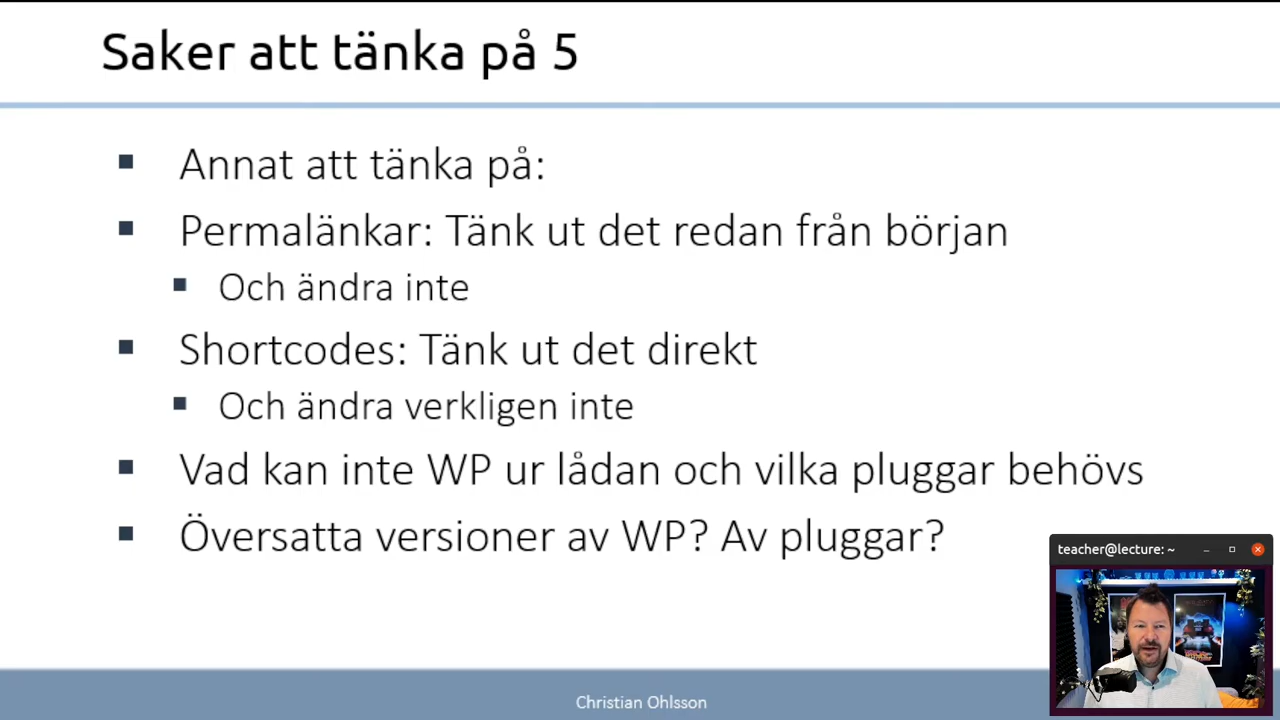 Saker att tänka på 5
Annat att tänka på:
Permalänkar: Tänk ut det redan från början
Och ändra inte
Shortcodes: Tänk ut det direkt
Och ändra verkligen inte
Vad kan inte WP ur lådan och vilka pluggar behövs
Översatta versioner av WP? Av pluggar?
teacher@lecture: ~
Christian Ohlsson